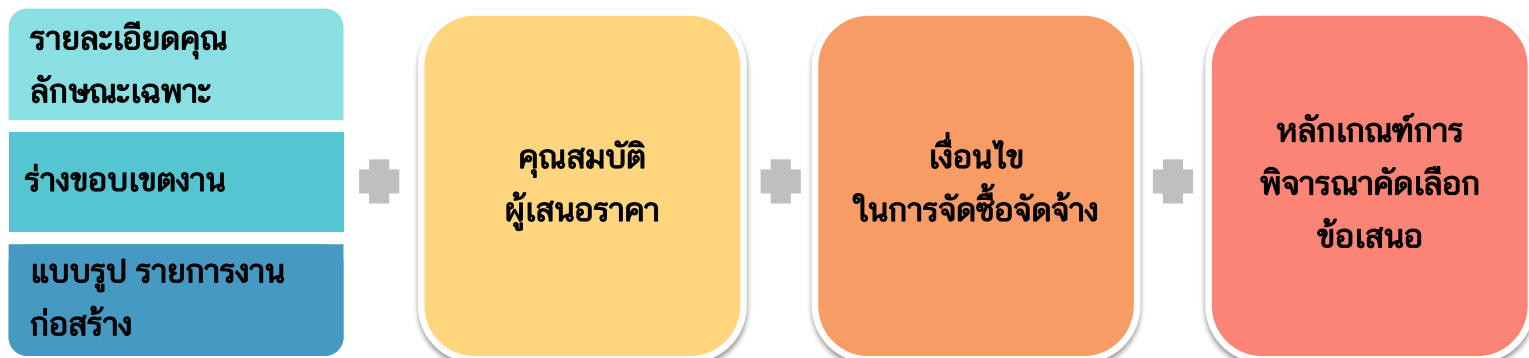 รายละเอียดคุณ
ลักษณะเฉพาะ
ร่างขอบเขตงาน
แบบรูป รายการงาน
ก่อสร้าง
คุณสมบัติ
ผู้เสนอราคา
เงื่อนไข
ในการจัดซื้อจัดจ้าง
หลักเกณฑ์การ
พิจารณาคัดเลือก
ข้อเสนอ